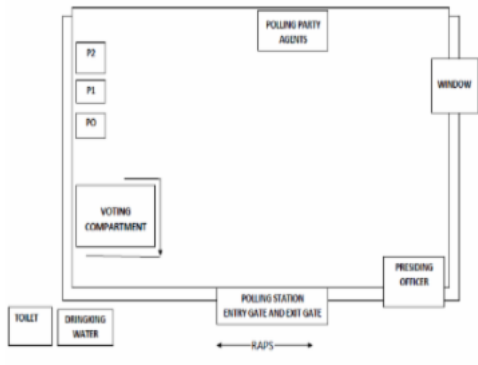 POLLING PARTY
AGENTS
P2
WINDOW
P1
PO
VOTING
COMPARTMENT
PRESIDING
OFFICER
POLLING STATION
ENTRY GATE AND EXIT GATE
TOILET
DRINGKING
WATER
RAPS